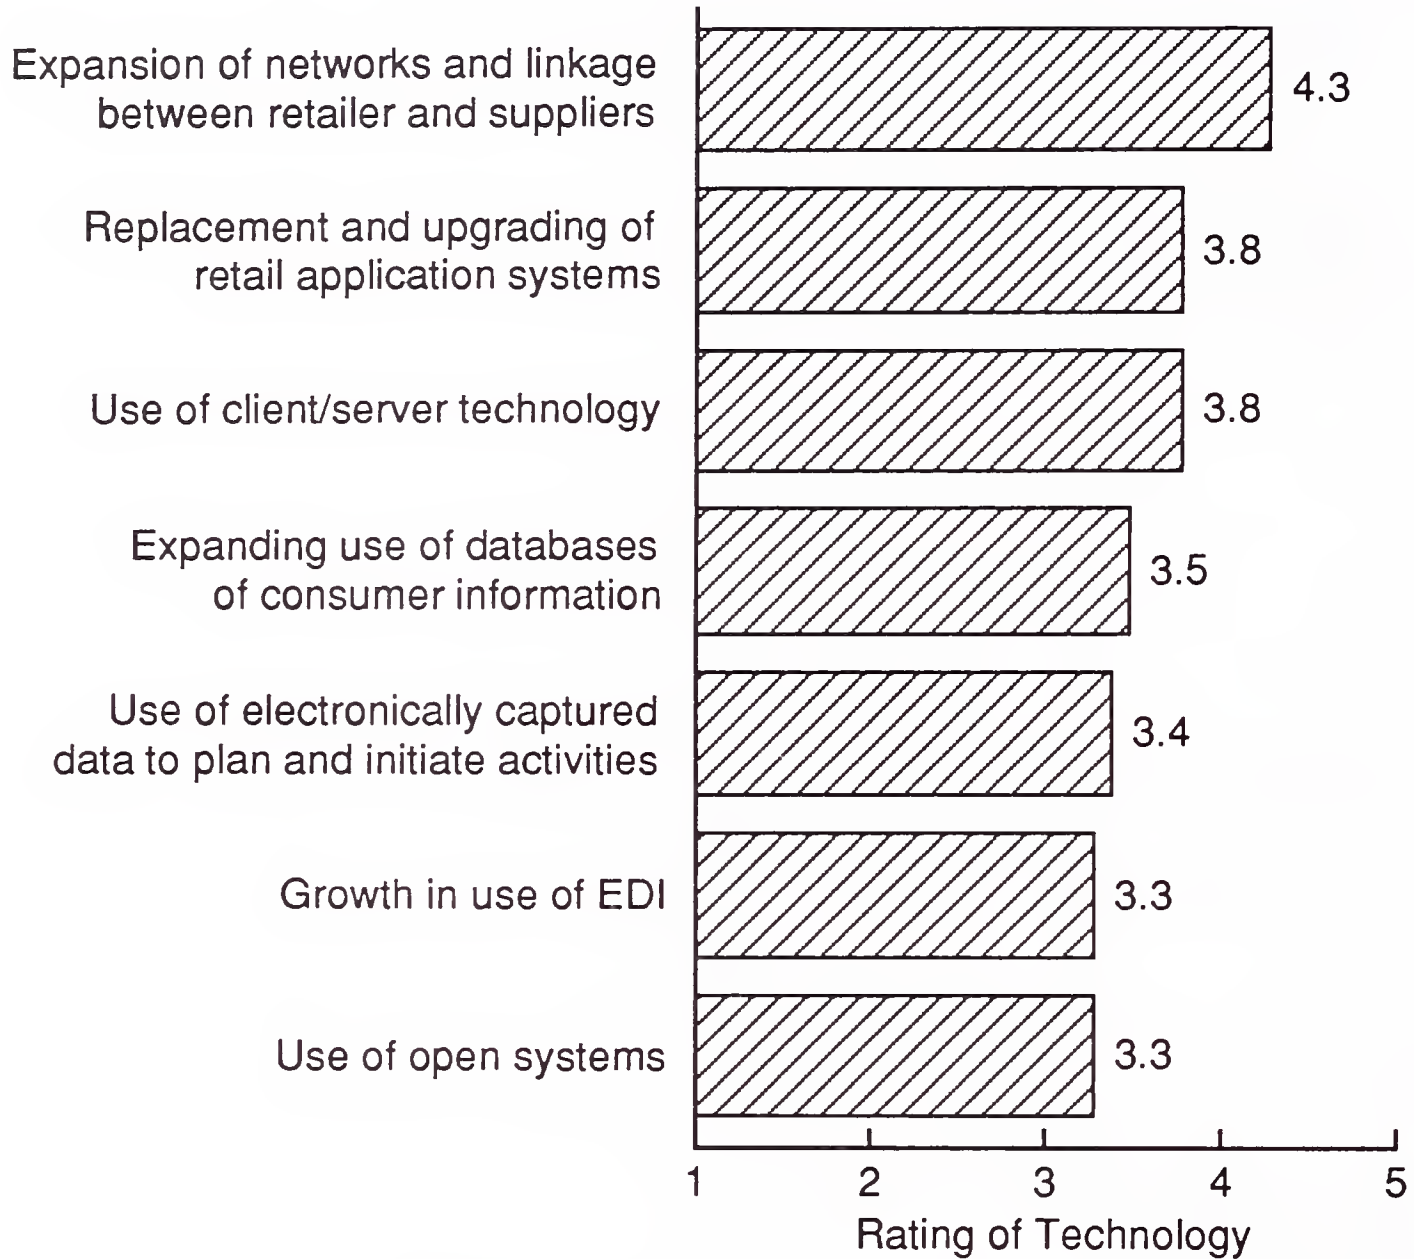 Expansion of networks and linkage
between retailer and suppliers
4.3
Replacement and upgrading of
retail application systems
3.8
Use of client/server technology
3.8
Expanding use of databases
of consumer information
3.5
Use of electronically captured
data to plan and initiate activities
3.4
Growth in use of EDI
3.3
Use of open systems
3.3
1 2 3 4 5
Rating of Technology